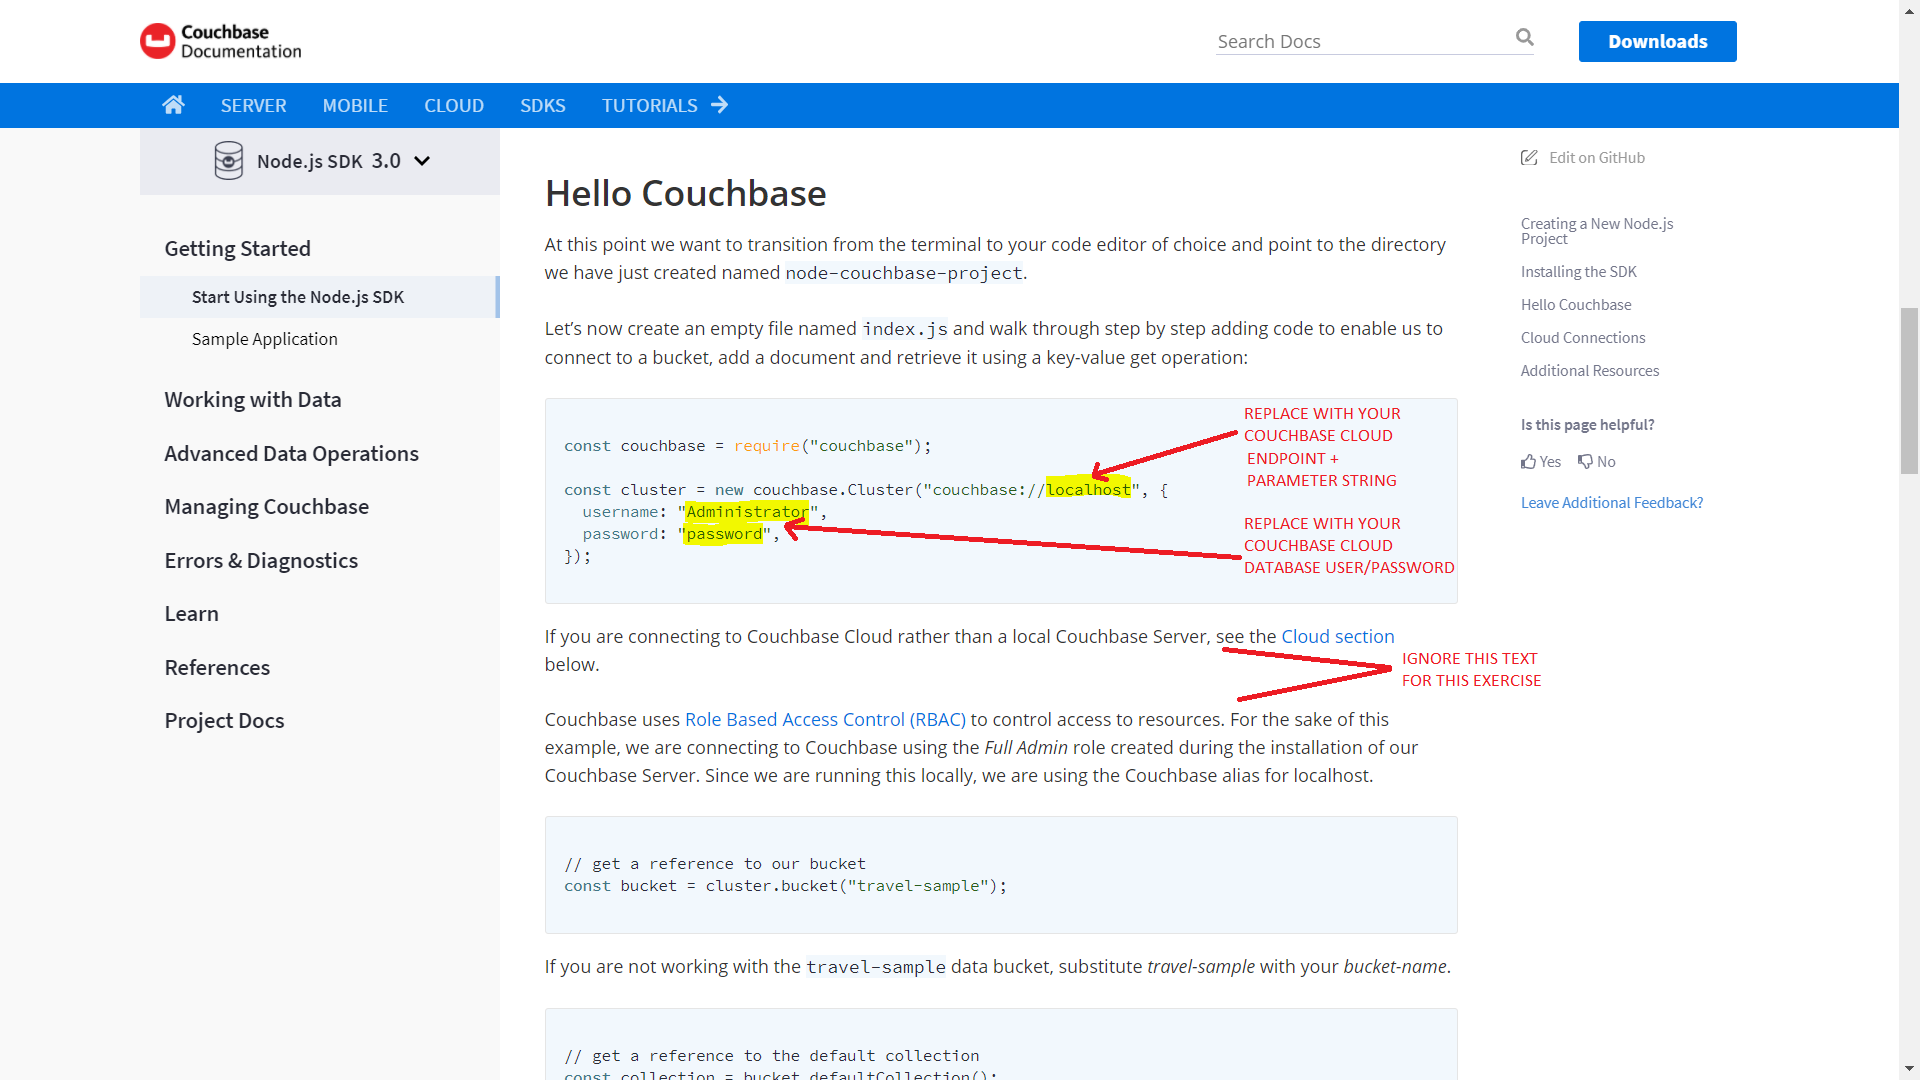 Couchbase
Documentation
Search Docs
Downloads
SERVER MOBILE CLOUD SDKS TUTORIALS
Node.js SDK 3.0
Getting Started
Start Using the Node.js SDK
Sample Application
Working with Data
Advanced Data Operations
Managing Couchbase
Errors & Diagnostics
Learn
References
Project Docs
Hello Couchbase
At this point we want to transition from the terminal to your code editor of choice and point to the directory
we have just created named node-couchbase-project.
Let’s now create an empty file named index.js and walk through step by step adding code to enable us to
connect to a bucket, add a document and retrieve it using a key-value get operation:
const couchbase = require("couchbase");
const cluster = new couchbase.Cluster("couchbase://localhost", {
username: "Administrator",
password: "password",
});
REPLACE WITH YOUR
COUCHBASE CLOUD
ENDPOINT +
PARAMETER STRING
REPLACE WITH YOUR
COUCHBASE CLOUD
DATABASE USER/PASSWORD
If you are connecting to Couchbase Cloud rather than a local Couchbase Server, see the Cloud section
below.
IGNORE THIS TEXT
FOR THIS EXERCISE
Couchbase uses Role Based Access Control (RBAC) to control access to resources. For the sake of this
example, we are connecting to Couchbase using the Full Admin role created during the installation of our
Couchbase Server. Since we are running this locally, we are using the Couchbase alias for localhost.
// get a reference to our bucket
const bucket = cluster.bucket("travel-sample");
If you are not working with the travel-sample data bucket, substitute travel-sample with your bucket-name.
// get a reference to the default collection
const collection = bucket.defaultCollection();
Edit on GitHub
Creating a New Node.js
Project
Installing the SDK
Hello Couchbase
Cloud Connections
Additional Resources
Is this page helpful?
Yes No
Leave Additional Feedback?